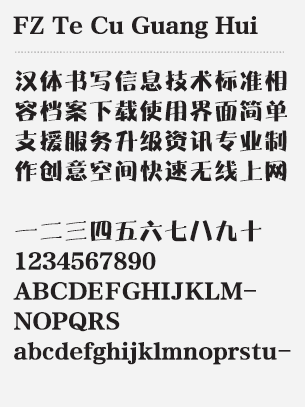 FZ Te Cu Guang Hui
汉体书写信息技术标准相
容档案下载使用界面简单
支援服务升级资讯专业制
作创意空间快速无线上网
一二三四五六七八九十
1234567890
ABCDEFGHIJKLM-
NOPQRS
abcdefghijklmnoprstu-